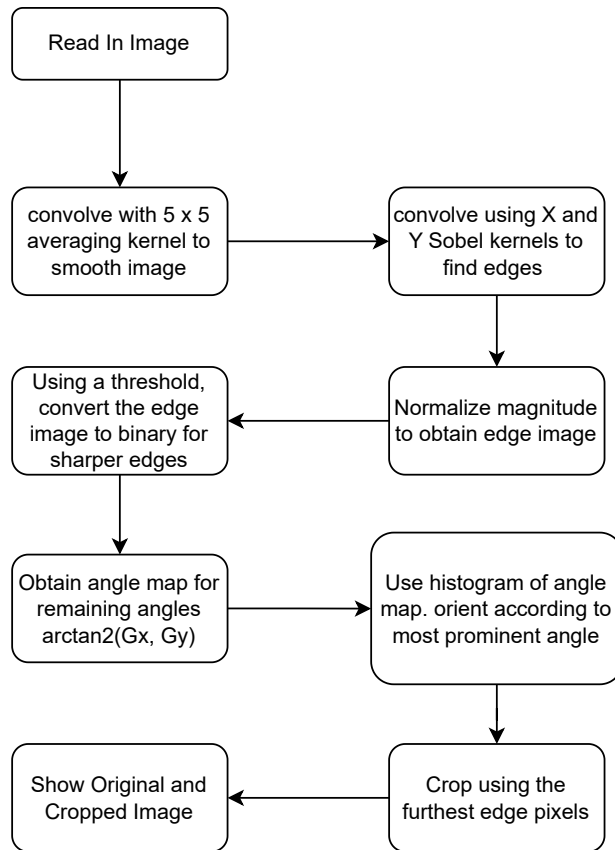 Read In Image
convolve with 5 x 5
averaging kernel to
smooth image
convolve using X and
Y Sobel kernels to
find edges
Normalize magnitude
to obtain edge image
Using a threshold,
convert the edge
image to binary for
sharper edges
Obtain angle map for
remaining angles
arctan2(Gx, Gy)
Use histogram of angle
map. orient according to
most prominent angle
Crop using the
furthest edge pixels
Show Original and
Cropped Image